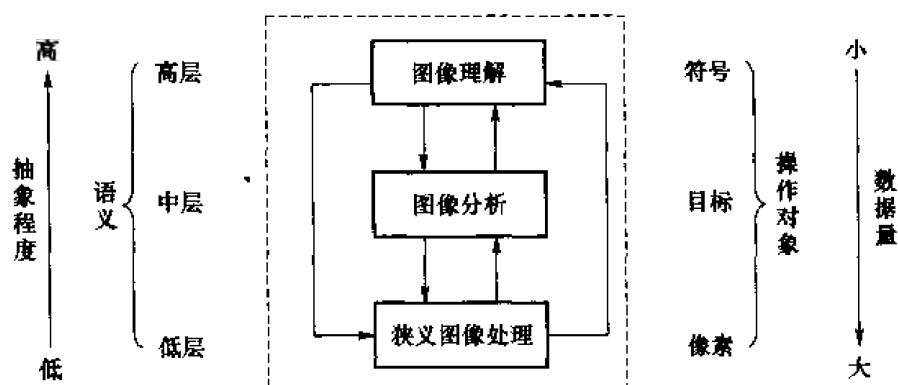 高
小
高层
图像理解
符号
抽象程度
语义
中层
图像分析
目标
操作对象
数据量
低层
狭义图像处理
像素
低
大